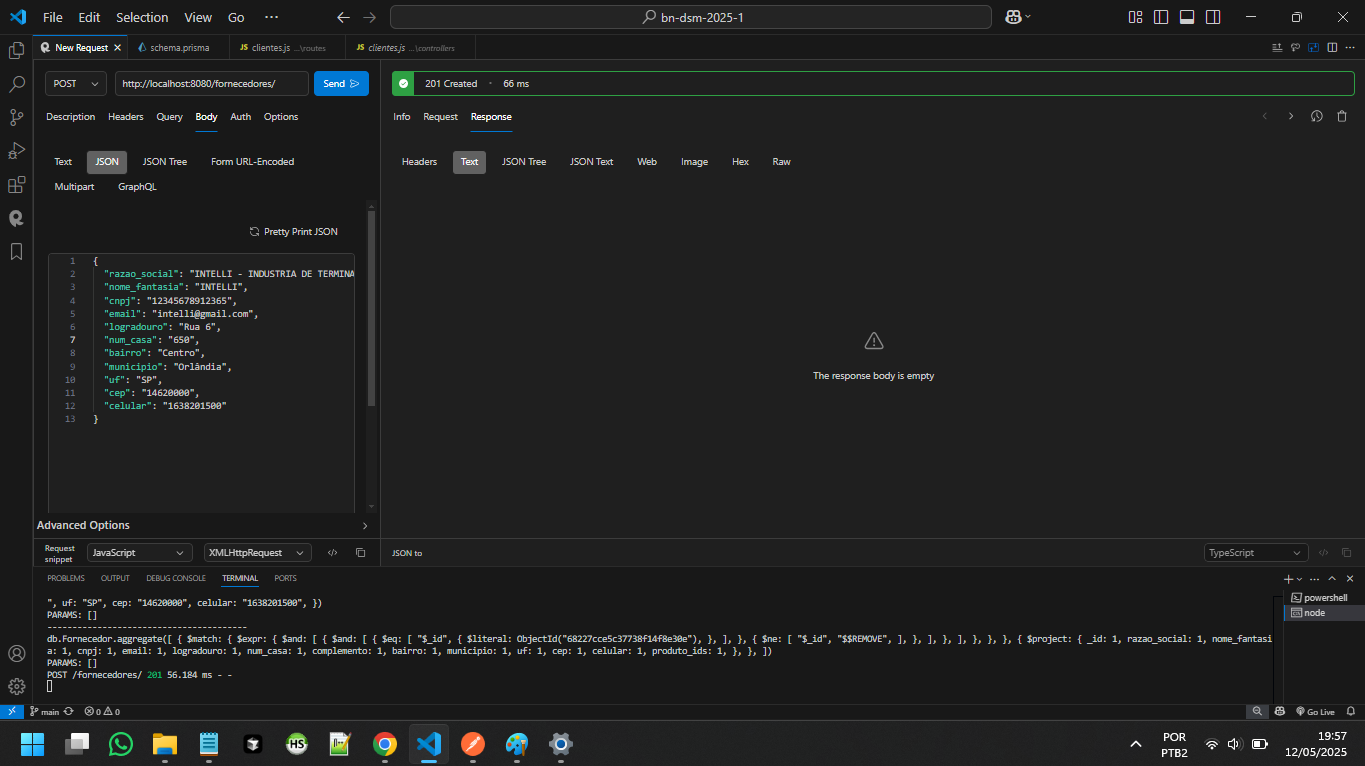 File Edit Selection View Go ··· bn-dsm-2025-1
New Request schema.prisma JS clientes.js ...\routes JS clientes.js ...\controllers
POST http://localhost:8080/fornecedores/ Send
Description Headers Query Body Auth Options
Text JSON JSON Tree Form URL-Encoded
Multipart GraphQL
Pretty Print JSON
1 {
2 "razao_social": "INTELLI - INDUSTRIA DE TERMINA
3 "nome_fantasia": "INTELLI",
4 "cnpj": "12345678912365",
5 "email": "intelli@gmail.com",
6 "logradouro": "Rua 6",
7 "num_casa": "650",
8 "bairro": "Centro",
9 "municipio": "Orlândia",
10 "uf": "SP",
11 "cep": "14620000",
12 "celular": "1638201500"
13 }
Advanced Options
Request snippet JavaScript XMLHttpRequest
201 Created · 66 ms
Info Request Response
Headers Text JSON Tree JSON Text Web Image Hex Raw
The response body is empty
JSON to TypeScript
PROBLEMS OUTPUT DEBUG CONSOLE TERMINAL PORTS
", uf: "SP", cep: "14620000", celular: "1638201500", })
PARAMS: []
----------------------------------------
db.Fornecedor.aggregate([ { $match: { $expr: { $and: [ { $and: [ { $eq: [ "$_id", { $literal: ObjectId("68227cce5c37738f14f8e30e"), }, ], }, { $ne: [ "$_id", "$$REMOVE", ], }, ], }, ], }, }, }, { $project: { _id: 1, razao_social: 1, nome_fantasi
a: 1, cnpj: 1, email: 1, logradouro: 1, num_casa: 1, complemento: 1, bairro: 1, municipio: 1, uf: 1, cep: 1, celular: 1, produto_ids: 1, }, }, ])
PARAMS: []
POST /fornecedores/ 201 56.184 ms - -
powershell
node
main 0 0 Go Live
HS
POR
PTB2
19:57
12/05/2025